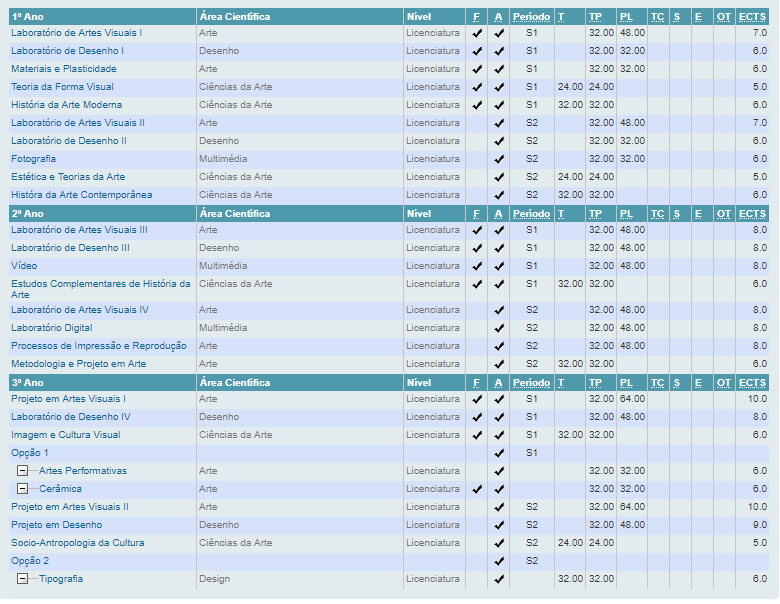 1º Ano Área Científica Nível F A Período T TP PL TC S E OT ECTS
Laboratório de Artes Visuais I Arte Licenciatura ✓ ✓ S1 32.00 48.00 7.0
Laboratório de Desenho I Desenho Licenciatura ✓ ✓ S1 32.00 32.00 6.0
Materiais e Plasticidade Arte Licenciatura ✓ ✓ S1 32.00 32.00 6.0
Teoria da Forma Visual Ciências da Arte Licenciatura ✓ ✓ S1 24.00 24.00 5.0
História da Arte Moderna Ciências da Arte Licenciatura ✓ ✓ S1 32.00 32.00 6.0
Laboratório de Artes Visuais II Arte Licenciatura ✓ S2 32.00 48.00 7.0
Laboratório de Desenho II Desenho Licenciatura ✓ S2 32.00 32.00 6.0
Fotografia Multimédia Licenciatura ✓ S2 32.00 32.00 6.0
Estética e Teorias da Arte Ciências da Arte Licenciatura ✓ S2 24.00 24.00 5.0
Históra da Arte Contemporânea Ciências da Arte Licenciatura ✓ S2 32.00 32.00 6.0
2º Ano Área Científica Nível F A Período T TP PL TC S E OT ECTS
Laboratório de Artes Visuais III Arte Licenciatura ✓ ✓ S1 32.00 48.00 8.0
Laboratório de Desenho III Desenho Licenciatura ✓ ✓ S1 32.00 48.00 8.0
Vídeo Multimédia Licenciatura ✓ ✓ S1 32.00 48.00 8.0
Estudos Complementares de História da Ciências da Arte Licenciatura ✓ ✓ S1 32.00 32.00 6.0
Arte
Laboratório de Artes Visuais IV Arte Licenciatura ✓ S2 32.00 48.00 8.0
Laboratório Digital Multimédia Licenciatura ✓ S2 32.00 48.00 8.0
Processos de Impressão e Reprodução Arte Licenciatura ✓ S2 32.00 48.00 8.0
Metodologia e Projeto em Arte Arte Licenciatura ✓ S2 32.00 32.00 6.0
3º Ano Área Científica Nível F A Período T TP PL TC S E OT ECTS
Projeto em Artes Visuais I Arte Licenciatura ✓ ✓ S1 32.00 64.00 10.0
Laboratório de Desenho IV Desenho Licenciatura ✓ ✓ S1 32.00 48.00 8.0
Imagem e Cultura Visual Ciências da Arte Licenciatura ✓ ✓ S1 32.00 32.00 6.0
Opção 1 ✓ S1
Artes Performativas Arte Licenciatura ✓ 32.00 32.00 6.0
Cerâmica Arte Licenciatura ✓ ✓ 32.00 32.00 6.0
Projeto em Artes Visuais II Arte Licenciatura ✓ S2 32.00 64.00 10.0
Projeto em Desenho Desenho Licenciatura ✓ S2 32.00 48.00 9.0
Socio-Antropologia da Cultura Ciências da Arte Licenciatura ✓ S2 24.00 24.00 5.0
Opção 2 ✓ S2
Tipografia Design Licenciatura ✓ 32.00 32.00 6.0